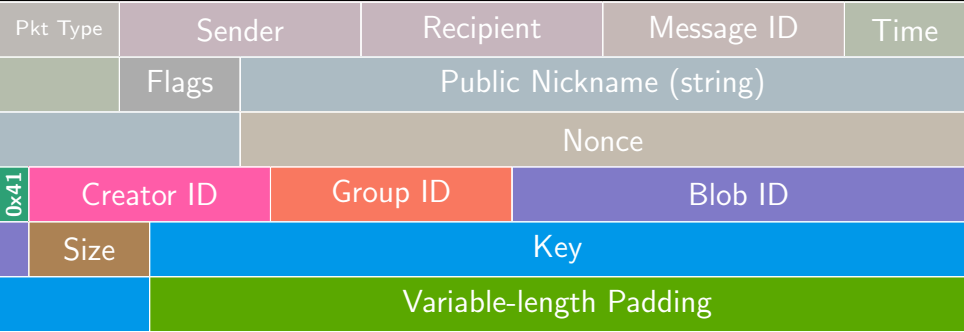 Pkt Type Sender Recipient Message ID Time
Flags Public Nickname (string)
Nonce
0x41 Creator ID Group ID Blob ID
Size Key
Variable-length Padding